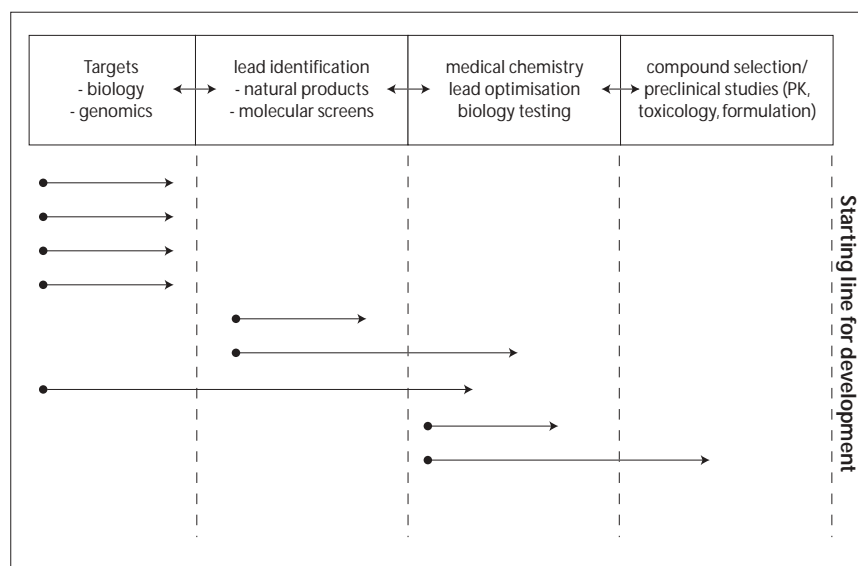 Targets
- biology
- genomics
lead identification
- natural products
- molecular screens
medical chemistry
lead optimisation
biology testing
compound selection/
preclinical studies (PK,
toxicology, formulation)
Starting line for development